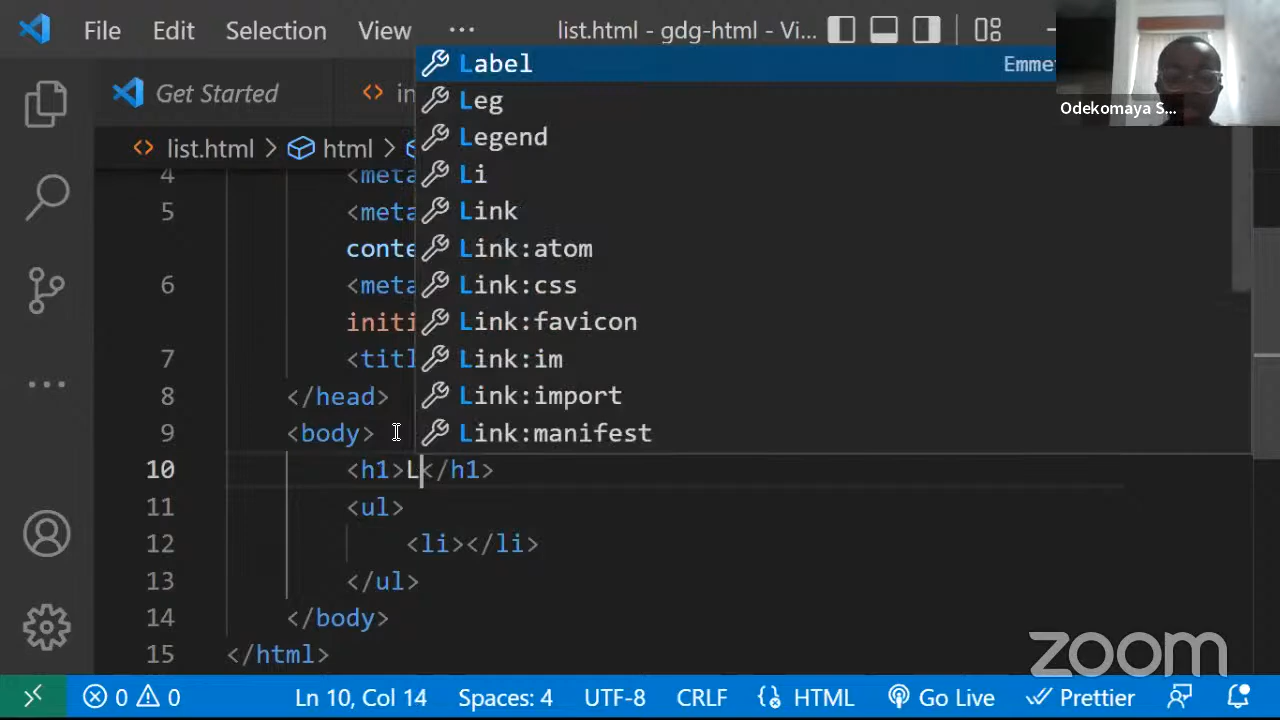 File Edit Selection View ... list.html - gdg-html - Vi...
Get Started
list.html > html >
Label Emme
Leg
Legend
Li
Link
Link:atom
Link:css
Link:favicon
Link:im
Link:import
Link:manifest
Odekomaya S...
4 <meta
5 <meta
conte
6 <meta
initi
7 <titl
8 </head>
9 <body>
10 <h1>L</h1>
11 <ul>
12 <li></li>
13 </ul>
14 </body>
15 </html>
zoom
0 0 Ln 10, Col 14 Spaces: 4 UTF-8 CRLF HTML Go Live Prettier